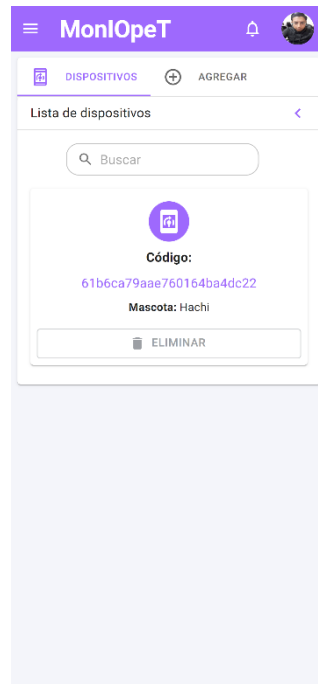 MonIOpeT
DISPOSITIVOS AGREGAR
Lista de dispositivos
Buscar
Código:
61b6ca79aae760164ba4dc22
Mascota: Hachi
ELIMINAR